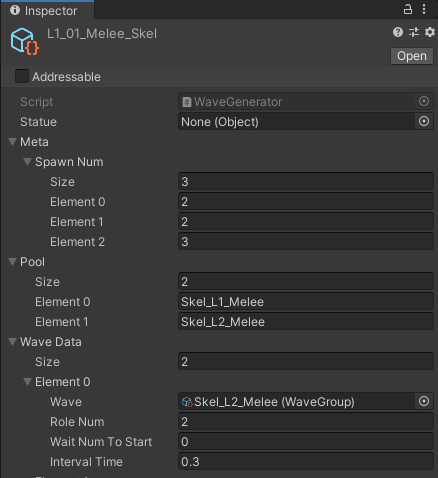 Inspector
L1_01_Melee_Skel
Open
Addressable
Script WaveGenerator
Statue None (Object)
Meta
Spawn Num
Size 3
Element 0 2
Element 1 2
Element 2 3
Pool
Size 2
Element 0 Skel_L1_Melee
Element 1 Skel_L2_Melee
Wave Data
Size 2
Element 0
Wave Skel_L2_Melee (WaveGroup)
Role Num 2
Wait Num To Start 0
Interval Time 0.3